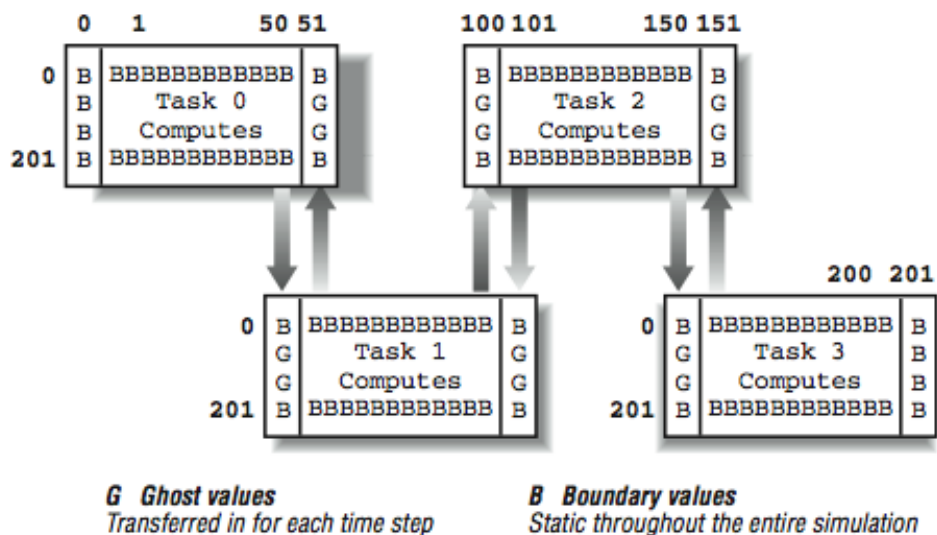 0 1 50 51 100 101 150 151
0 B BBBBBBBBBBBB B B BBBBBBBBBBBB B
B Task 0 G G Task 2 G
B Computes G G Computes G
201 B BBBBBBBBBBBB B B BBBBBBBBBBBB B
200 201
0 B BBBBBBBBBBBB B 0 B BBBBBBBBBBBB B
G Task 1 G G Task 3 B
G Computes G G Computes B
201 B BBBBBBBBBBBB B 201 B BBBBBBBBBBBB B
G Ghost values B Boundary values
Transferred in for each time step Static throughout the entire simulation